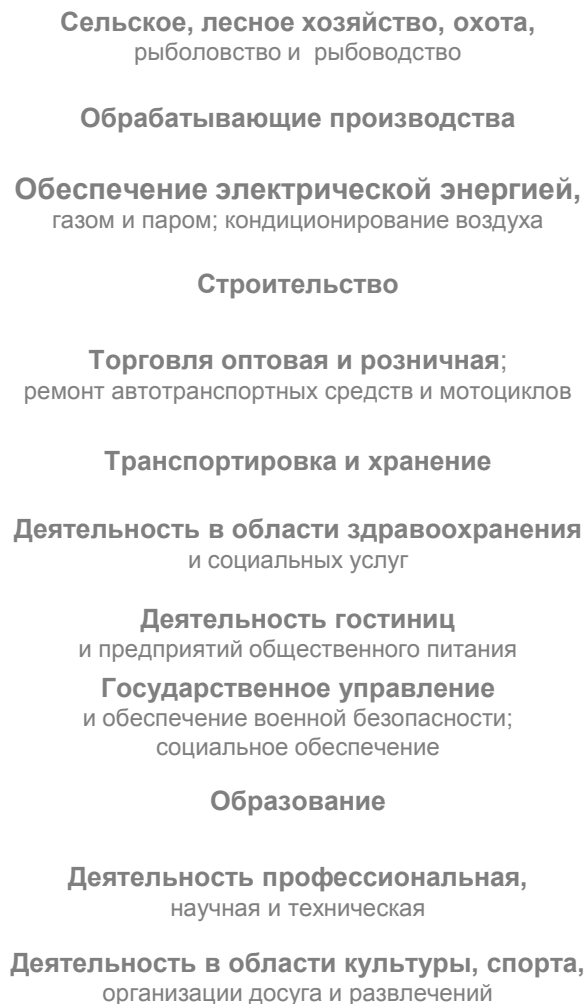 Сельское, лесное хозяйство, охота,
рыболовство и рыбоводство
Обрабатывающие производства
Обеспечение электрической энергией,
газом и паром; кондиционирование воздуха
Строительство
Торговля оптовая и розничная;
ремонт автотранспортных средств и мотоциклов
Транспортировка и хранение
Деятельность в области здравоохранения
и социальных услуг
Деятельность гостиниц
и предприятий общественного питания
Государственное управление
и обеспечение военной безопасности;
социальное обеспечение
Образование
Деятельность профессиональная,
научная и техническая
Деятельность в области культуры, спорта,
организации досуга и развлечений